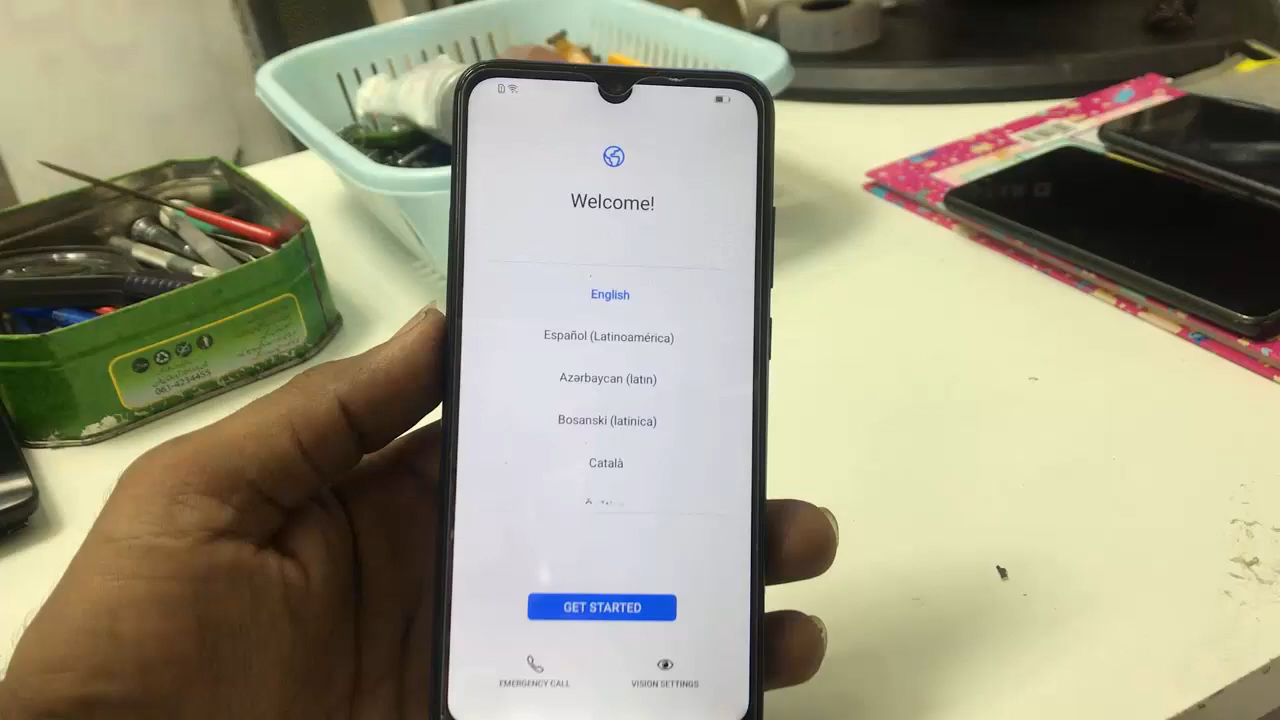 Welcome!
English
Español (Latinoamérica)
Azərbaycan (latın)
Bosanski (latinica)
Català
GET STARTED
EMERGENCY CALL
VISION SETTINGS